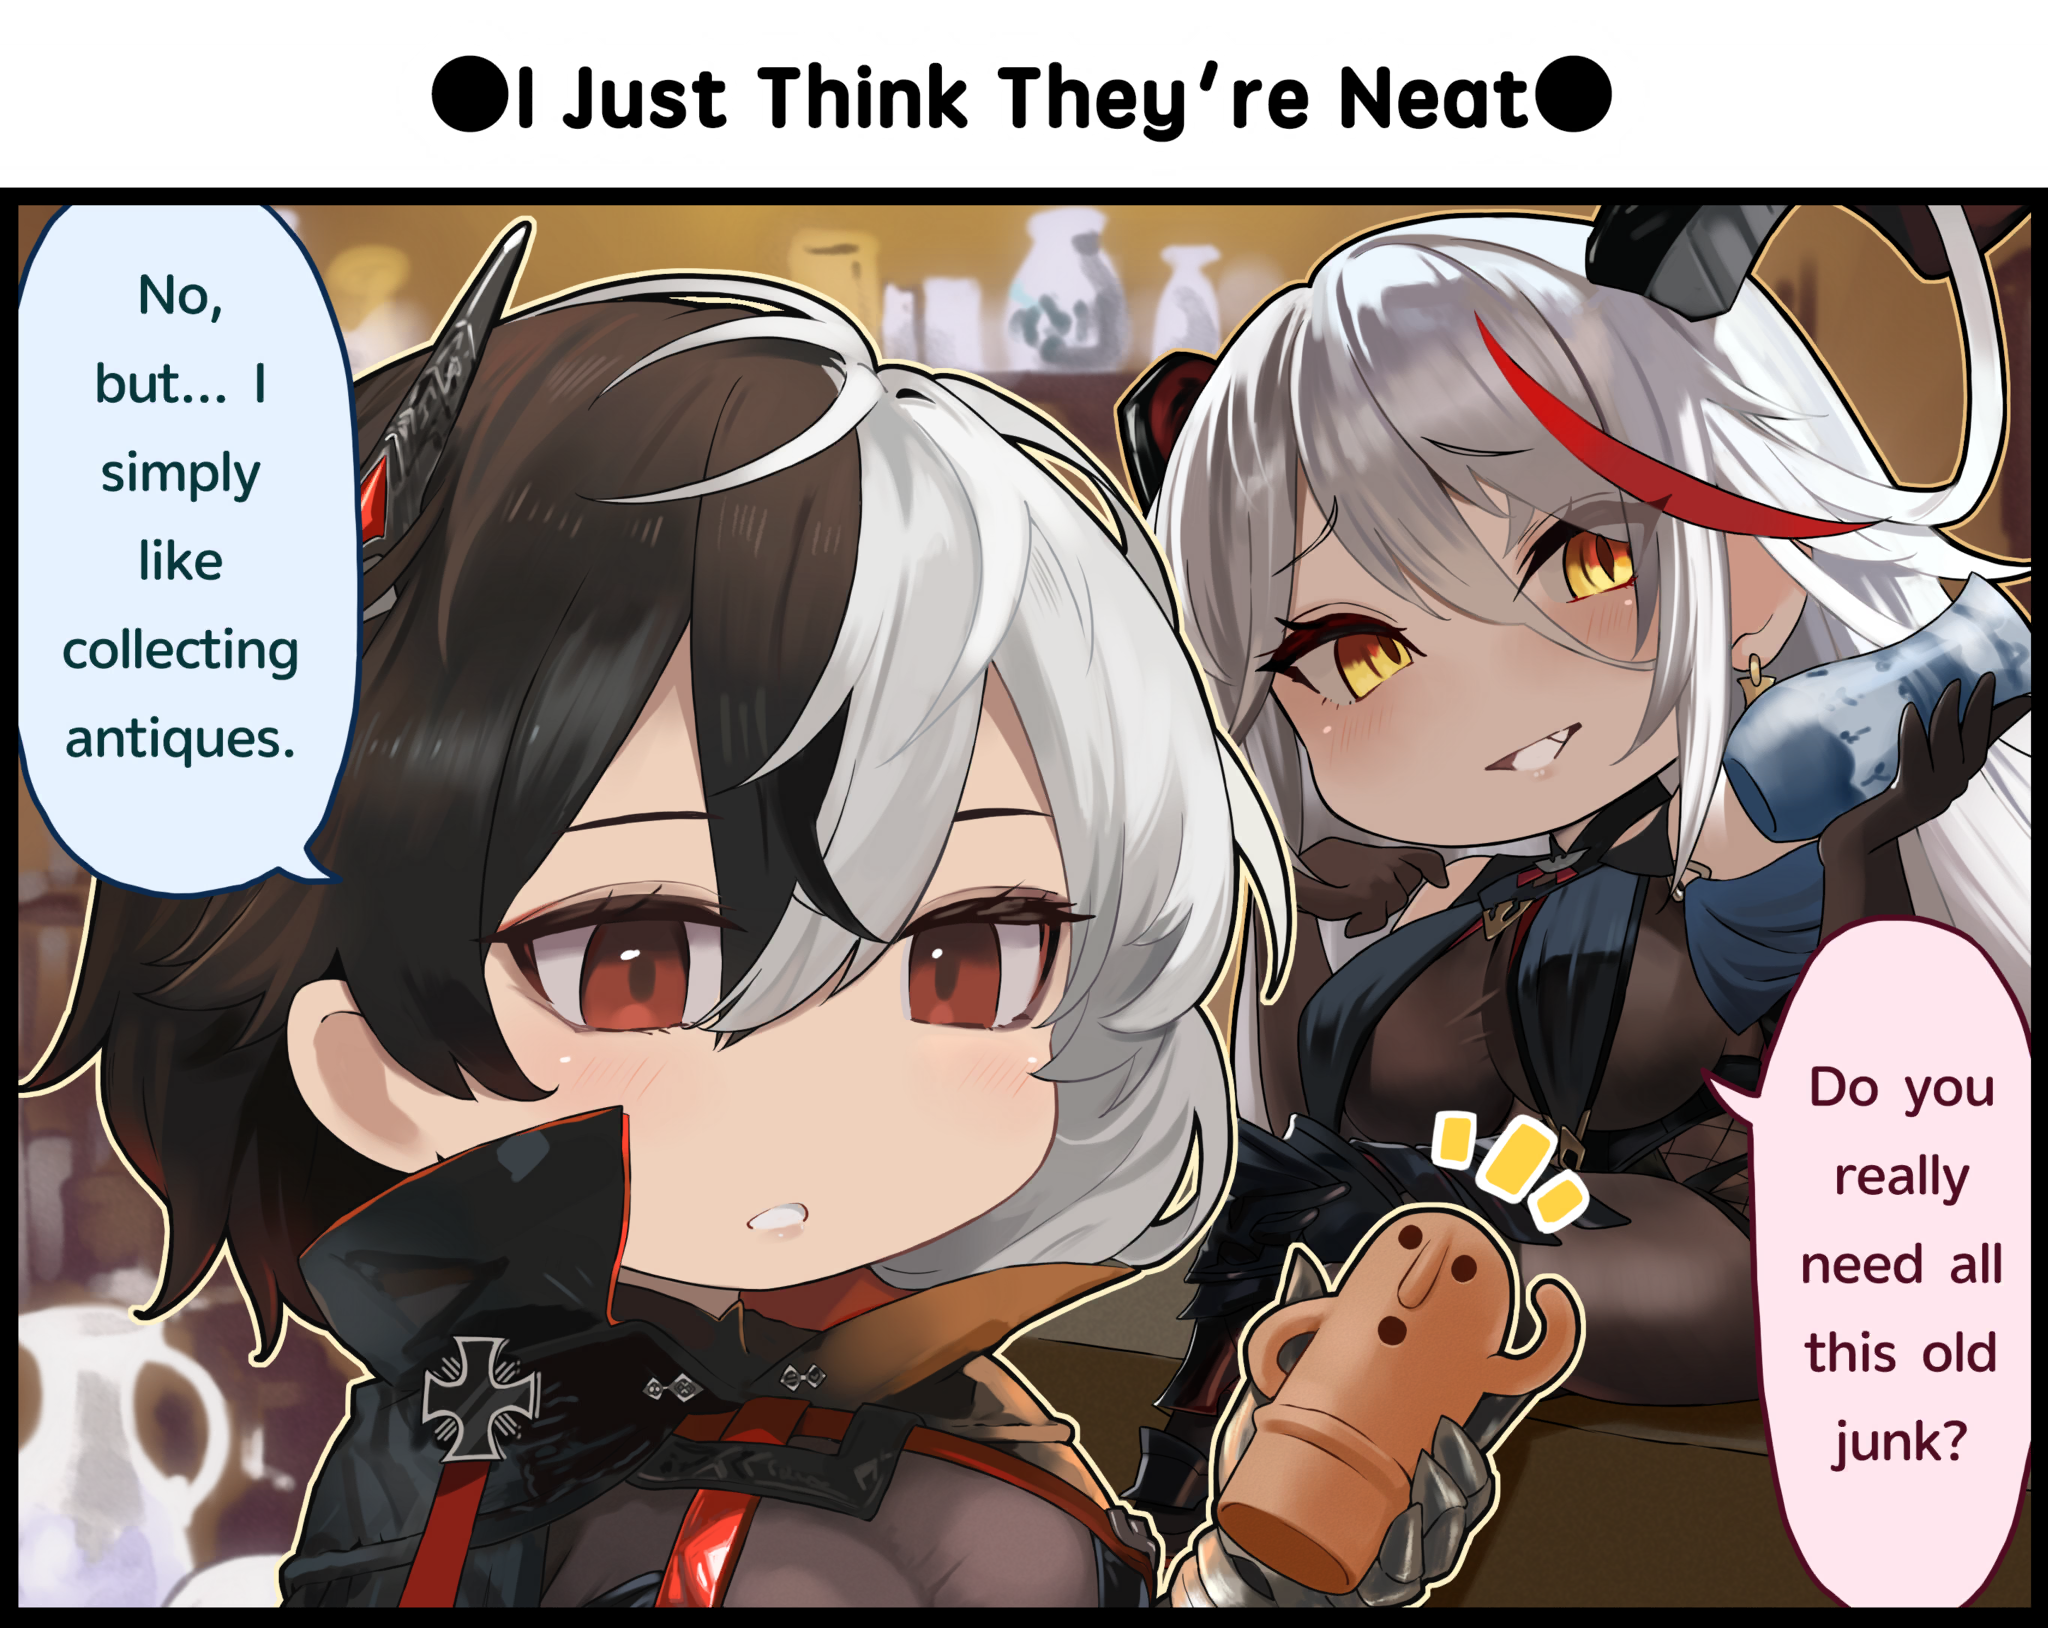 ●I Just Think They're Neat●
Do you
really
need all
this old
junk?
No,
but... I
simply
like
collecting
antiques.